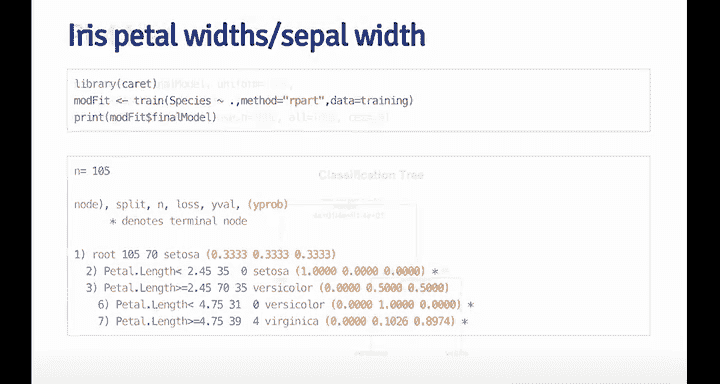 Iris petal widths/sepal width
library(caret)
modFit <- train(Species ~ .,method="rpart",data=training)
print(modFit$finalModel)
n= 105
Classification Tree
node), split, n, loss, yval, (yprob)
* denotes terminal node
1) root 105 70 setosa (0.3333 0.3333 0.3333)
2) Petal.Length< 2.45 35  0 setosa (1.0000 0.0000 0.0000) *
3) Petal.Length>=2.45 70 35 versicolor (0.0000 0.5000 0.5000)
6) Petal.Length< 4.75 31  0 versicolor (0.0000 1.0000 0.0000) *
7) Petal.Length>=4.75 39  4 virginica (0.0000 0.1026 0.8974) *